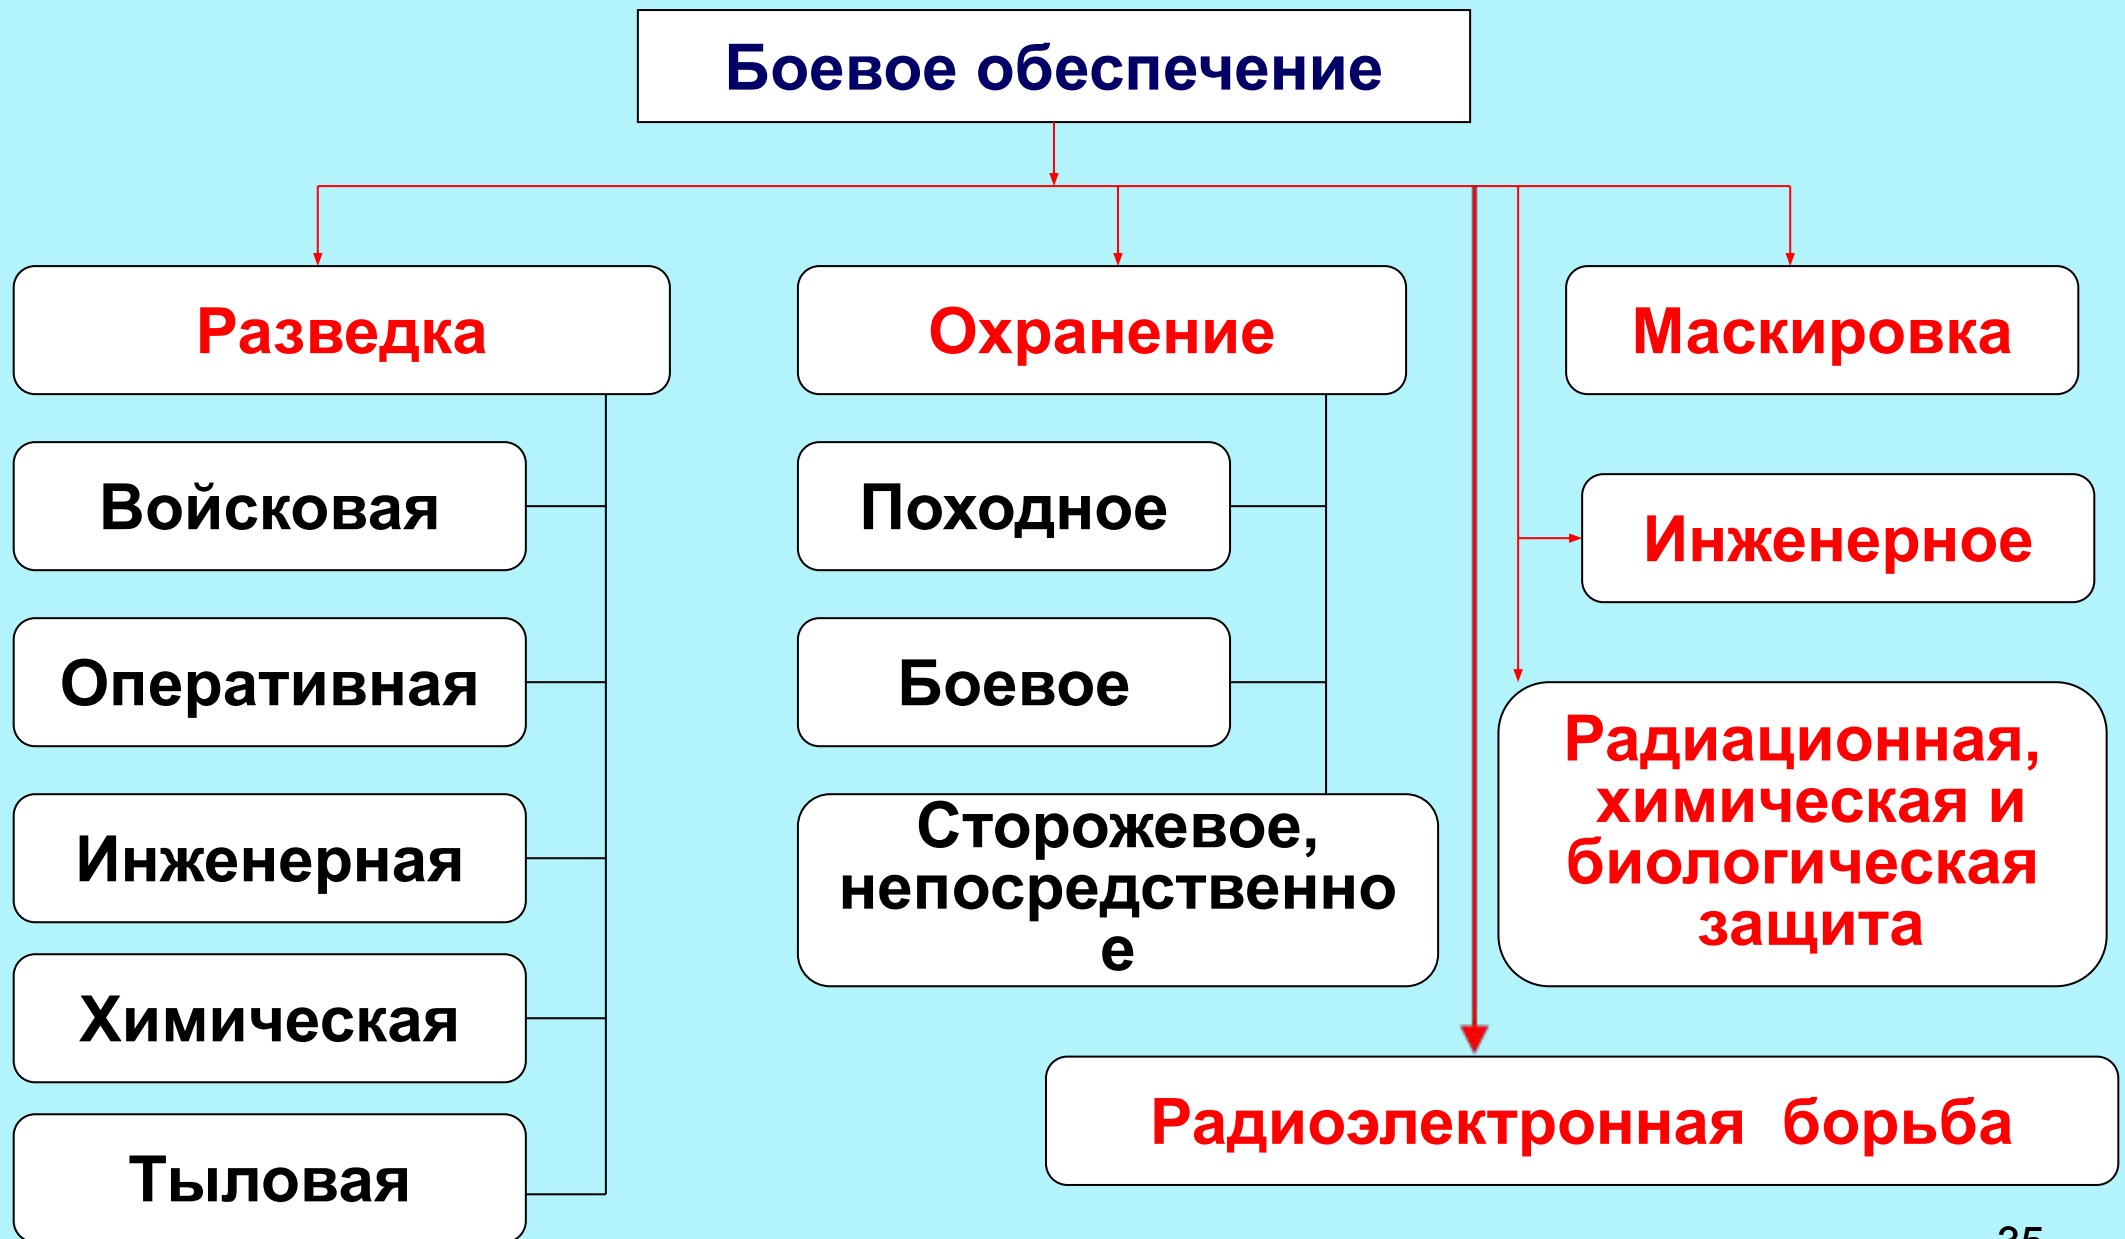 Боевое обеспечение
Разведка
Войсковая
Оперативная
Инженерная
Химическая
Тыловая
Охранение
Походное
Боевое
Сторожевое,
непосредственно
е
Маскировка
Инженерное
Радиационная,
химическая и
биологическая
защита
Радиоэлектронная борьба
35